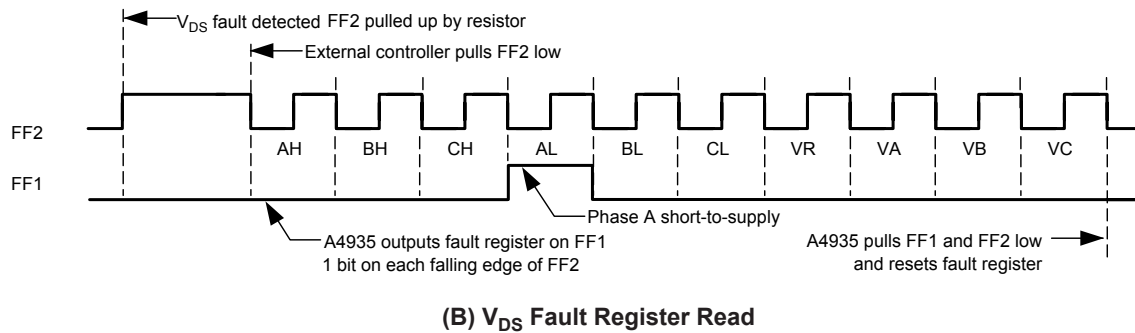 V_DS fault detected FF2 pulled up by resistor
External controller pulls FF2 low
FF2
AH BH CH AL BL CL VR VA VB VC
FF1
Phase A short-to-supply
A4935 outputs fault register on FF1
1 bit on each falling edge of FF2
A4935 pulls FF1 and FF2 low
and resets fault register
(B) V_DS Fault Register Read